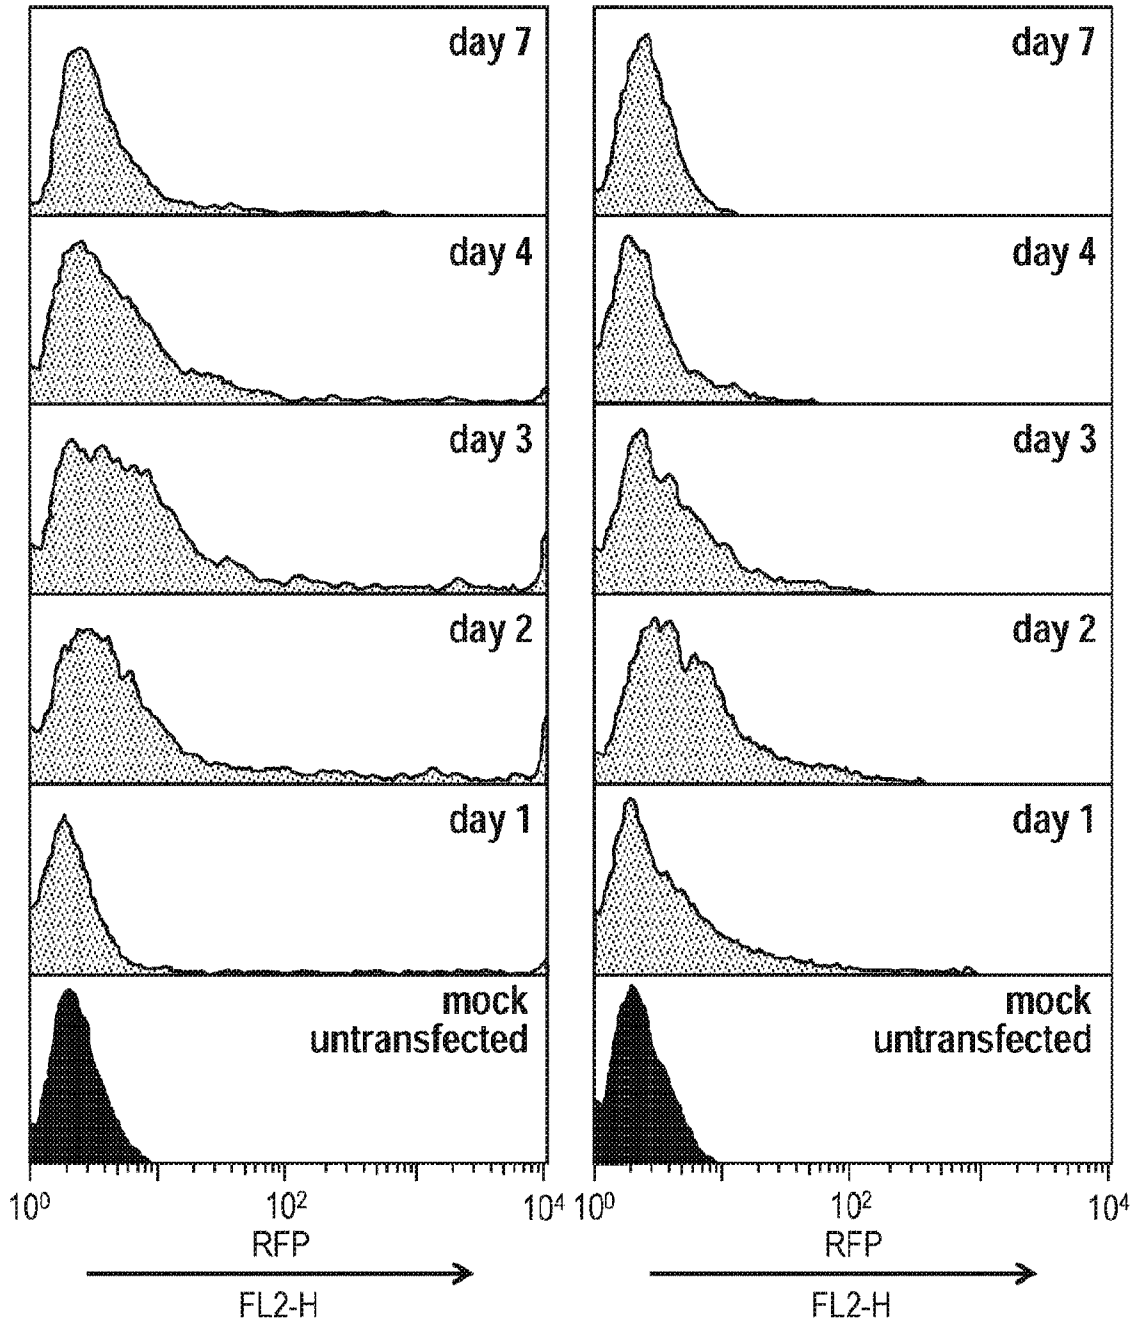 day 7
day 4
day 3
day 2
day 1
mock
untransfected
10⁰ 10² 10⁴
RFP
FL2-H
day 7
day 4
day 3
day 2
day 1
mock
untransfected
10⁰ 10² 10⁴
RFP
FL2-H